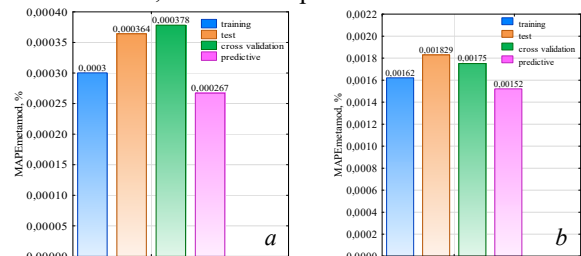 0,00040
0,00035
0,00030
0,00025
0,00020
0,00015
0,00010
0,00005
MAPEmetamod, %
0,0003
0,000364
0,000378
0,000267
training
test
cross validation
predictive
a
0,0022
0,0020
0,0018
0,0016
0,0014
0,0012
0,0010
0,0008
0,0006
0,0004
0,0002
0,0000
MAPEmetamod, %
0,00162
0,001829
0,00175
0,00152
training
test
cross validation
predictive
b